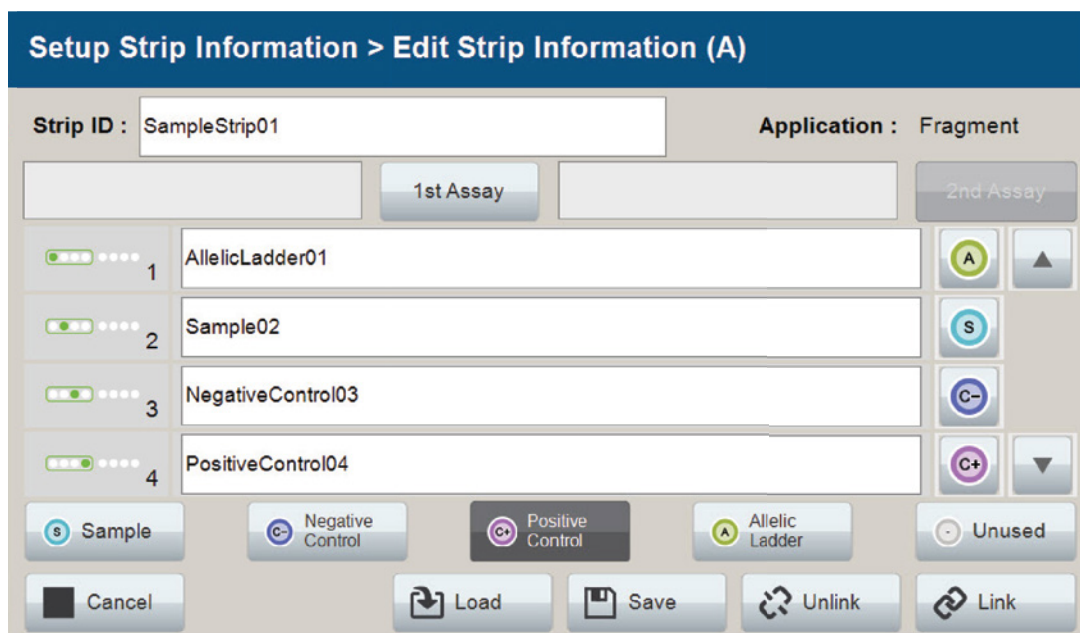 Setup Strip Information > Edit Strip Information (A)
Strip ID : SampleStrip01 Application : Fragment
1st Assay 2nd Assay
1 AllelicLadder01 A
2 Sample02 S
3 NegativeControl03 C-
4 PositiveControl04 C+
S Sample C- Negative Control C+ Positive Control A Allelic Ladder - Unused
Cancel Load Save Unlink Link